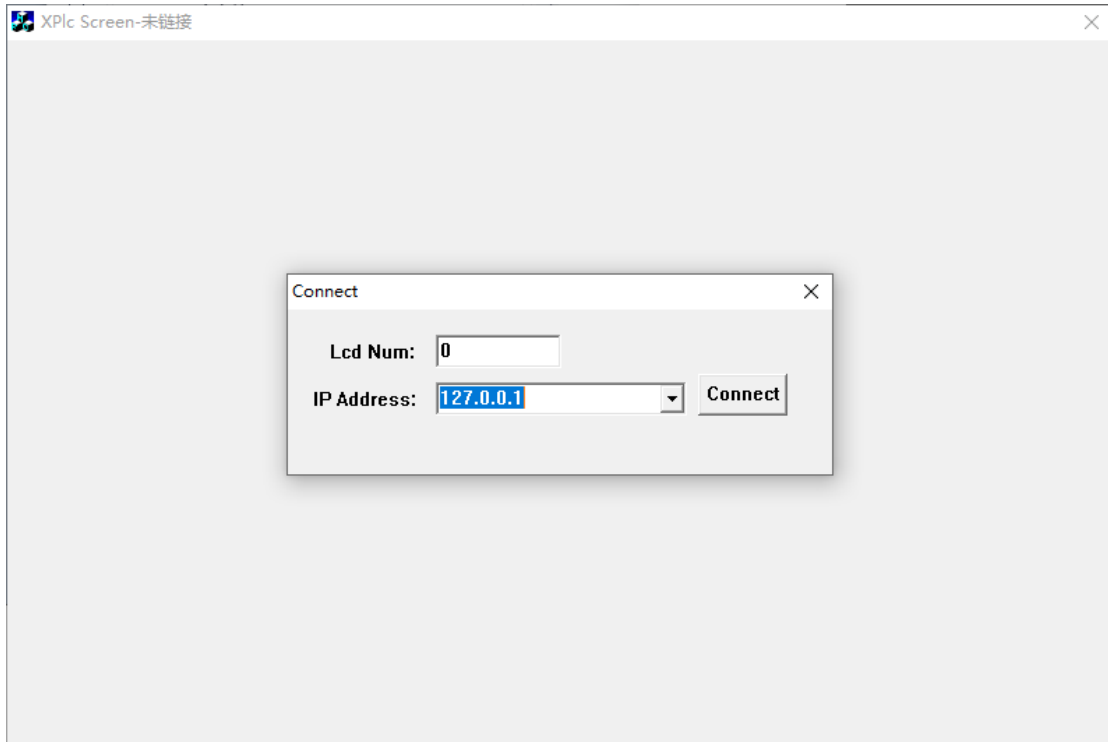 XPlc Screen-未链接
Connect
Lcd Num: 0
IP Address: 127.0.0.1 Connect